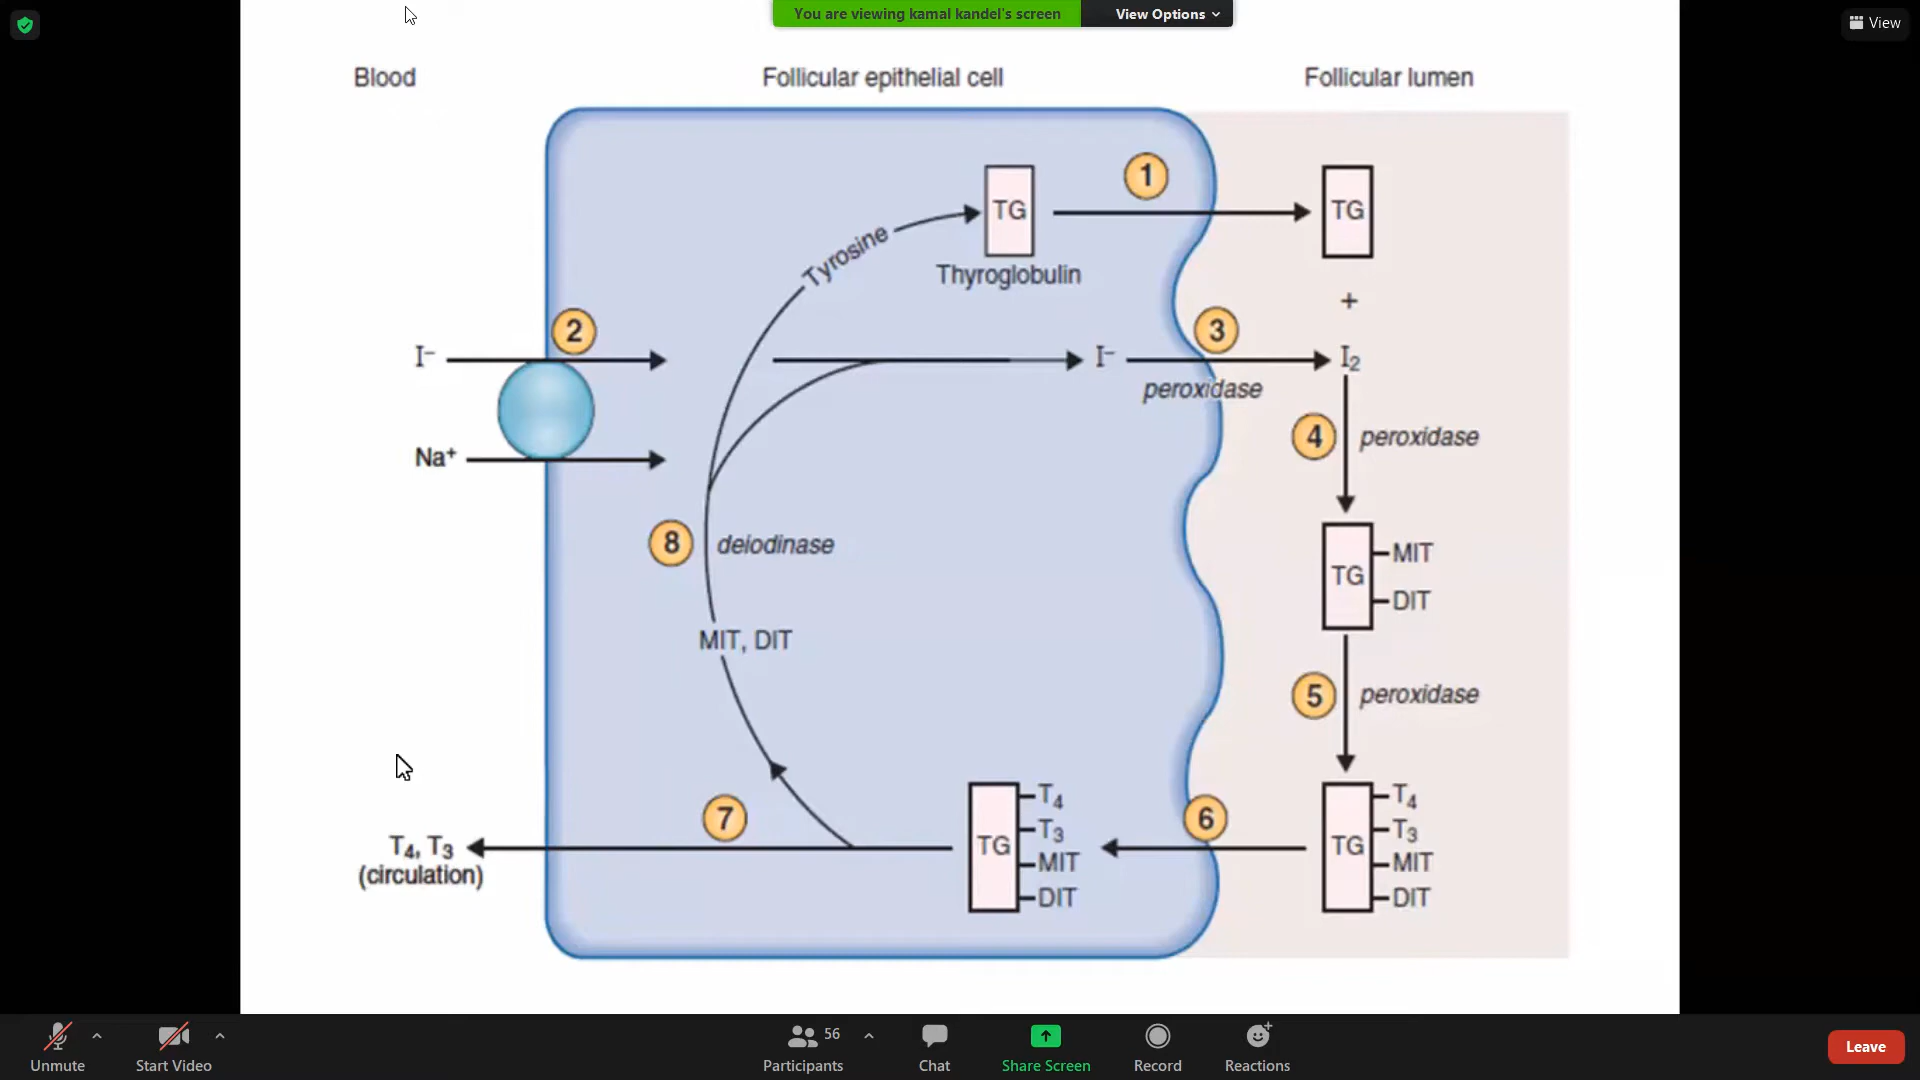 You are viewing kamal kandel's screen
View Options
View
Blood
Follicular epithelial cell
Follicular lumen
1
TG
TG
Tyrosine
Thyroglobulin
+
2
3
I⁻
I⁻
I₂
peroxidase
4
peroxidase
Na⁺
8
deiodinase
TG
MIT
DIT
MIT, DIT
5
peroxidase
7
6
T₄, T₃
(circulation)
TG
T₄
T₃
MIT
DIT
TG
T₄
T₃
MIT
DIT
Unmute
Start Video
56
Participants
Chat
Share Screen
Record
Reactions
Leave